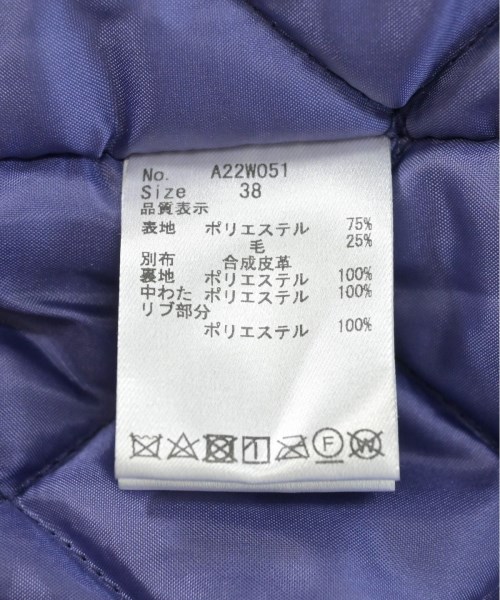 No. A22W051
Size 38
品質表示
表地 ポリエステル 75%
毛 25%
別布 合成皮革
裏地 ポリエステル 100%
中わた ポリエステル 100%
リブ部分
ポリエステル 100%
F W